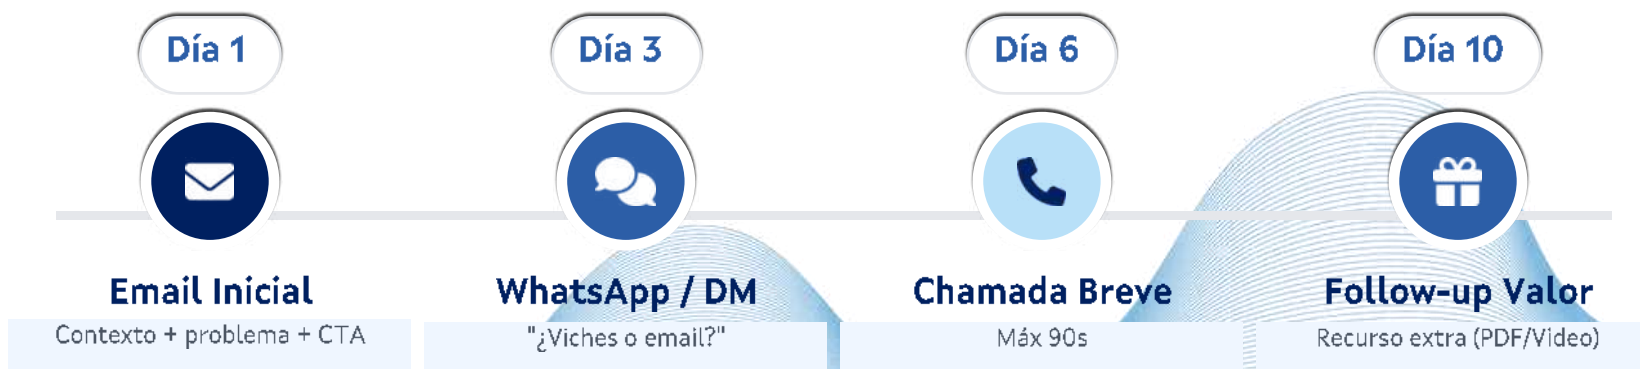 Día 1
Día 3
Día 6
Día 10
Email Inicial
WhatsApp / DM
Chamada Breve
Follow-up Valor
Contexto + problema + CTA
"¿Viches o email?"
Máx 90s
Recurso extra (PDF/Video)